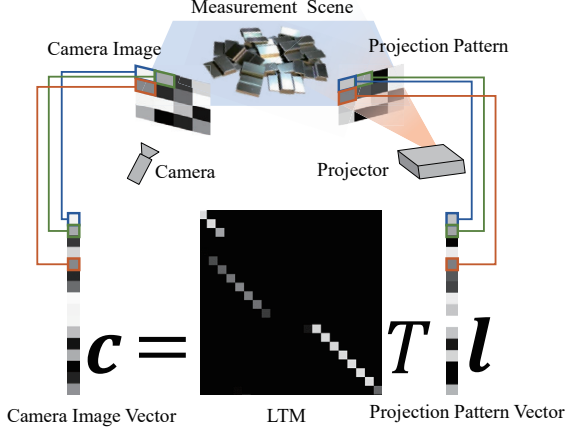 Measurement Scene
Camera Image
Projection Pattern
Camera
Projector
c = T l
Camera Image Vector
LTM
Projection Pattern Vector